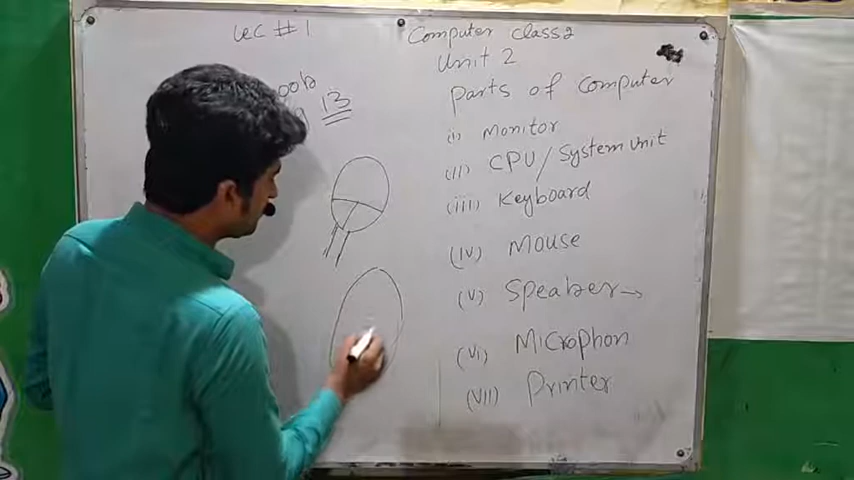 Lec #1
Computer Class 2
Unit 2
Parts of Computer
13
(i) Monitor
(ii) CPU / System Unit
(iii) Keyboard
(iv) Mouse
(v) Speaker →
(vi) Microphon
(vii) Printer